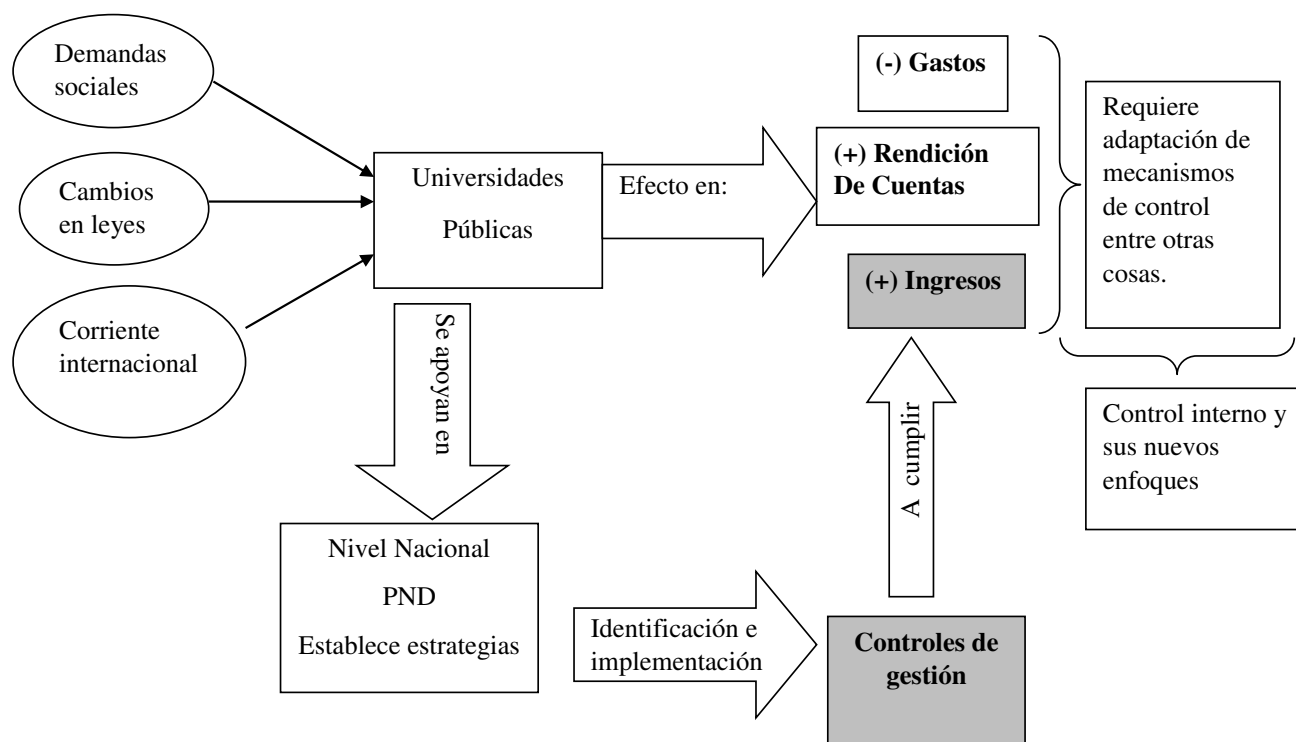 Demandas
sociales
Cambios
en leyes
Corriente
internacional
Universidades
Públicas
Efecto en:
(-) Gastos
(+) Rendición
De Cuentas
(+) Ingresos
Requiere
adaptación de
mecanismos
de control
entre otras
cosas.
Control interno y
sus nuevos
enfoques
Se apoyan en
A cumplir
Nivel Nacional
PND
Establece estrategias
Identificación e
implementación
Controles de
gestión